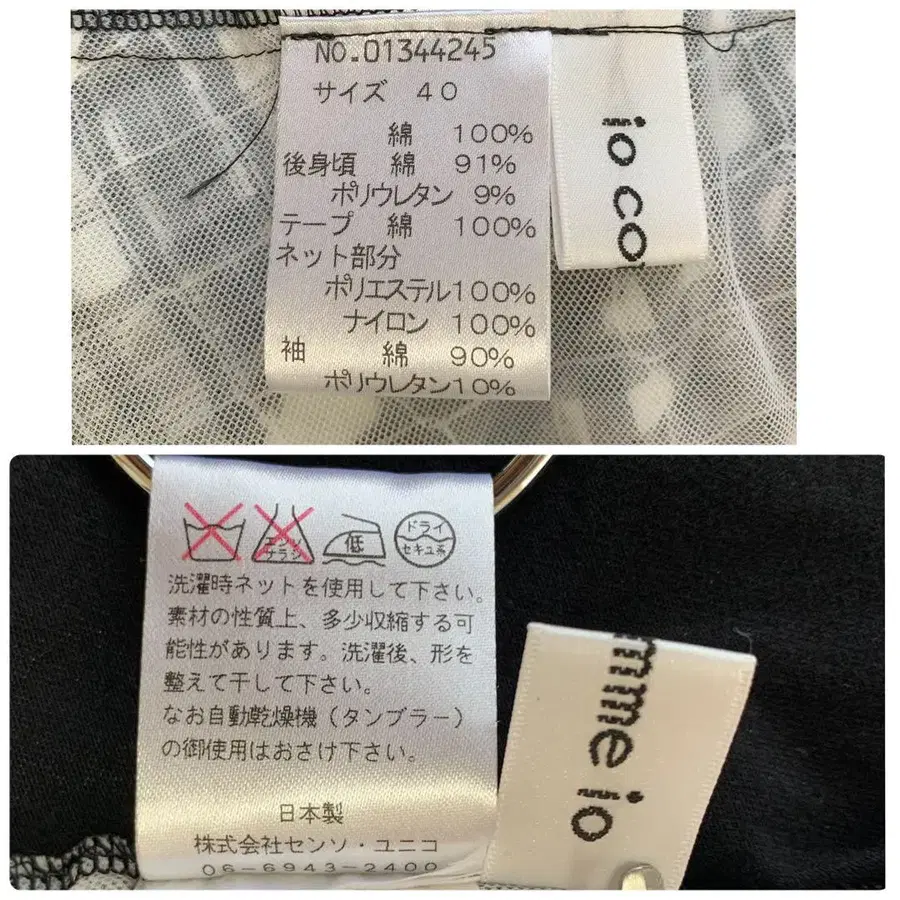 NO.01344245
サイズ 40
綿 100%
後身頃 綿 91%
ポリウレタン 9%
テープ 綿 100%
ネット部分
ポリエステル100%
ナイロン 100%
袖 綿 90%
ポリウレタン10%
io co
エンソ
サラシ
低
ドライ
セキユ系
洗濯時ネットを使用して下さい。
素材の性質上、多少収縮する可
能性があります。洗濯後、形を
整えて干して下さい。
なお自動乾燥機（タンブラー）
の御使用はおさけ下さい。
日本製
株式会社センソ・ユニコ
06-6943-2400
mme io